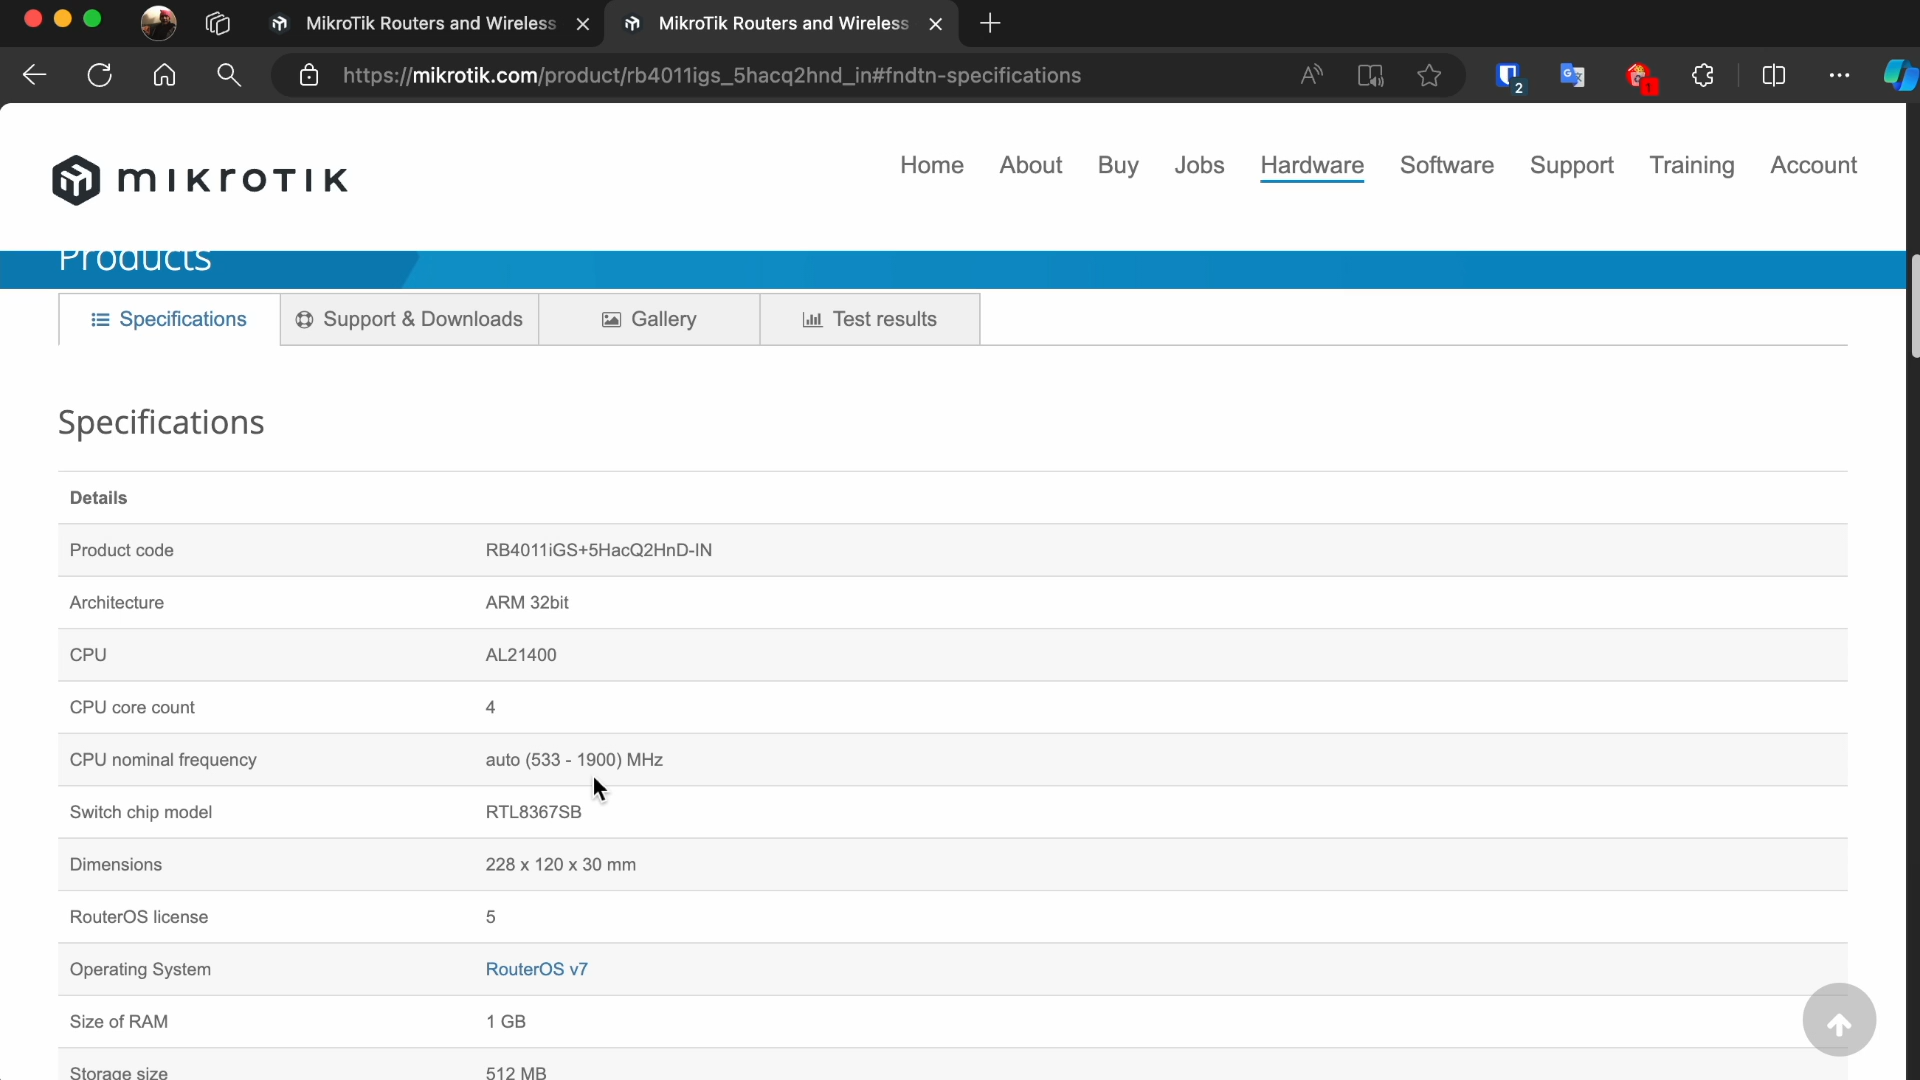 MikroTik Routers and Wireless
MikroTik Routers and Wireless
https://mikrotik.com/product/rb4011igs_5hacq2hnd_in#fndtn-specifications
2
1
mikrotik
Home About Buy Jobs Hardware Software Support Training Account
Products
Specifications Support & Downloads Gallery Test results
Specifications
Details
Product code RB4011iGS+5HacQ2HnD-IN
Architecture ARM 32bit
CPU AL21400
CPU core count 4
CPU nominal frequency auto (533 - 1900) MHz
Switch chip model RTL8367SB
Dimensions 228 x 120 x 30 mm
RouterOS license 5
Operating System RouterOS v7
Size of RAM 1 GB
Storage size 512 MB